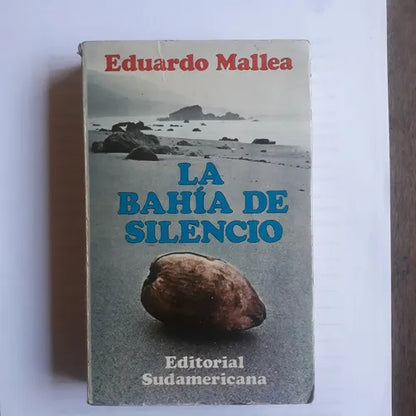 Eduardo Mallea
LA
BAHÍA DE
SILENCIO
Editorial
Sudamericana